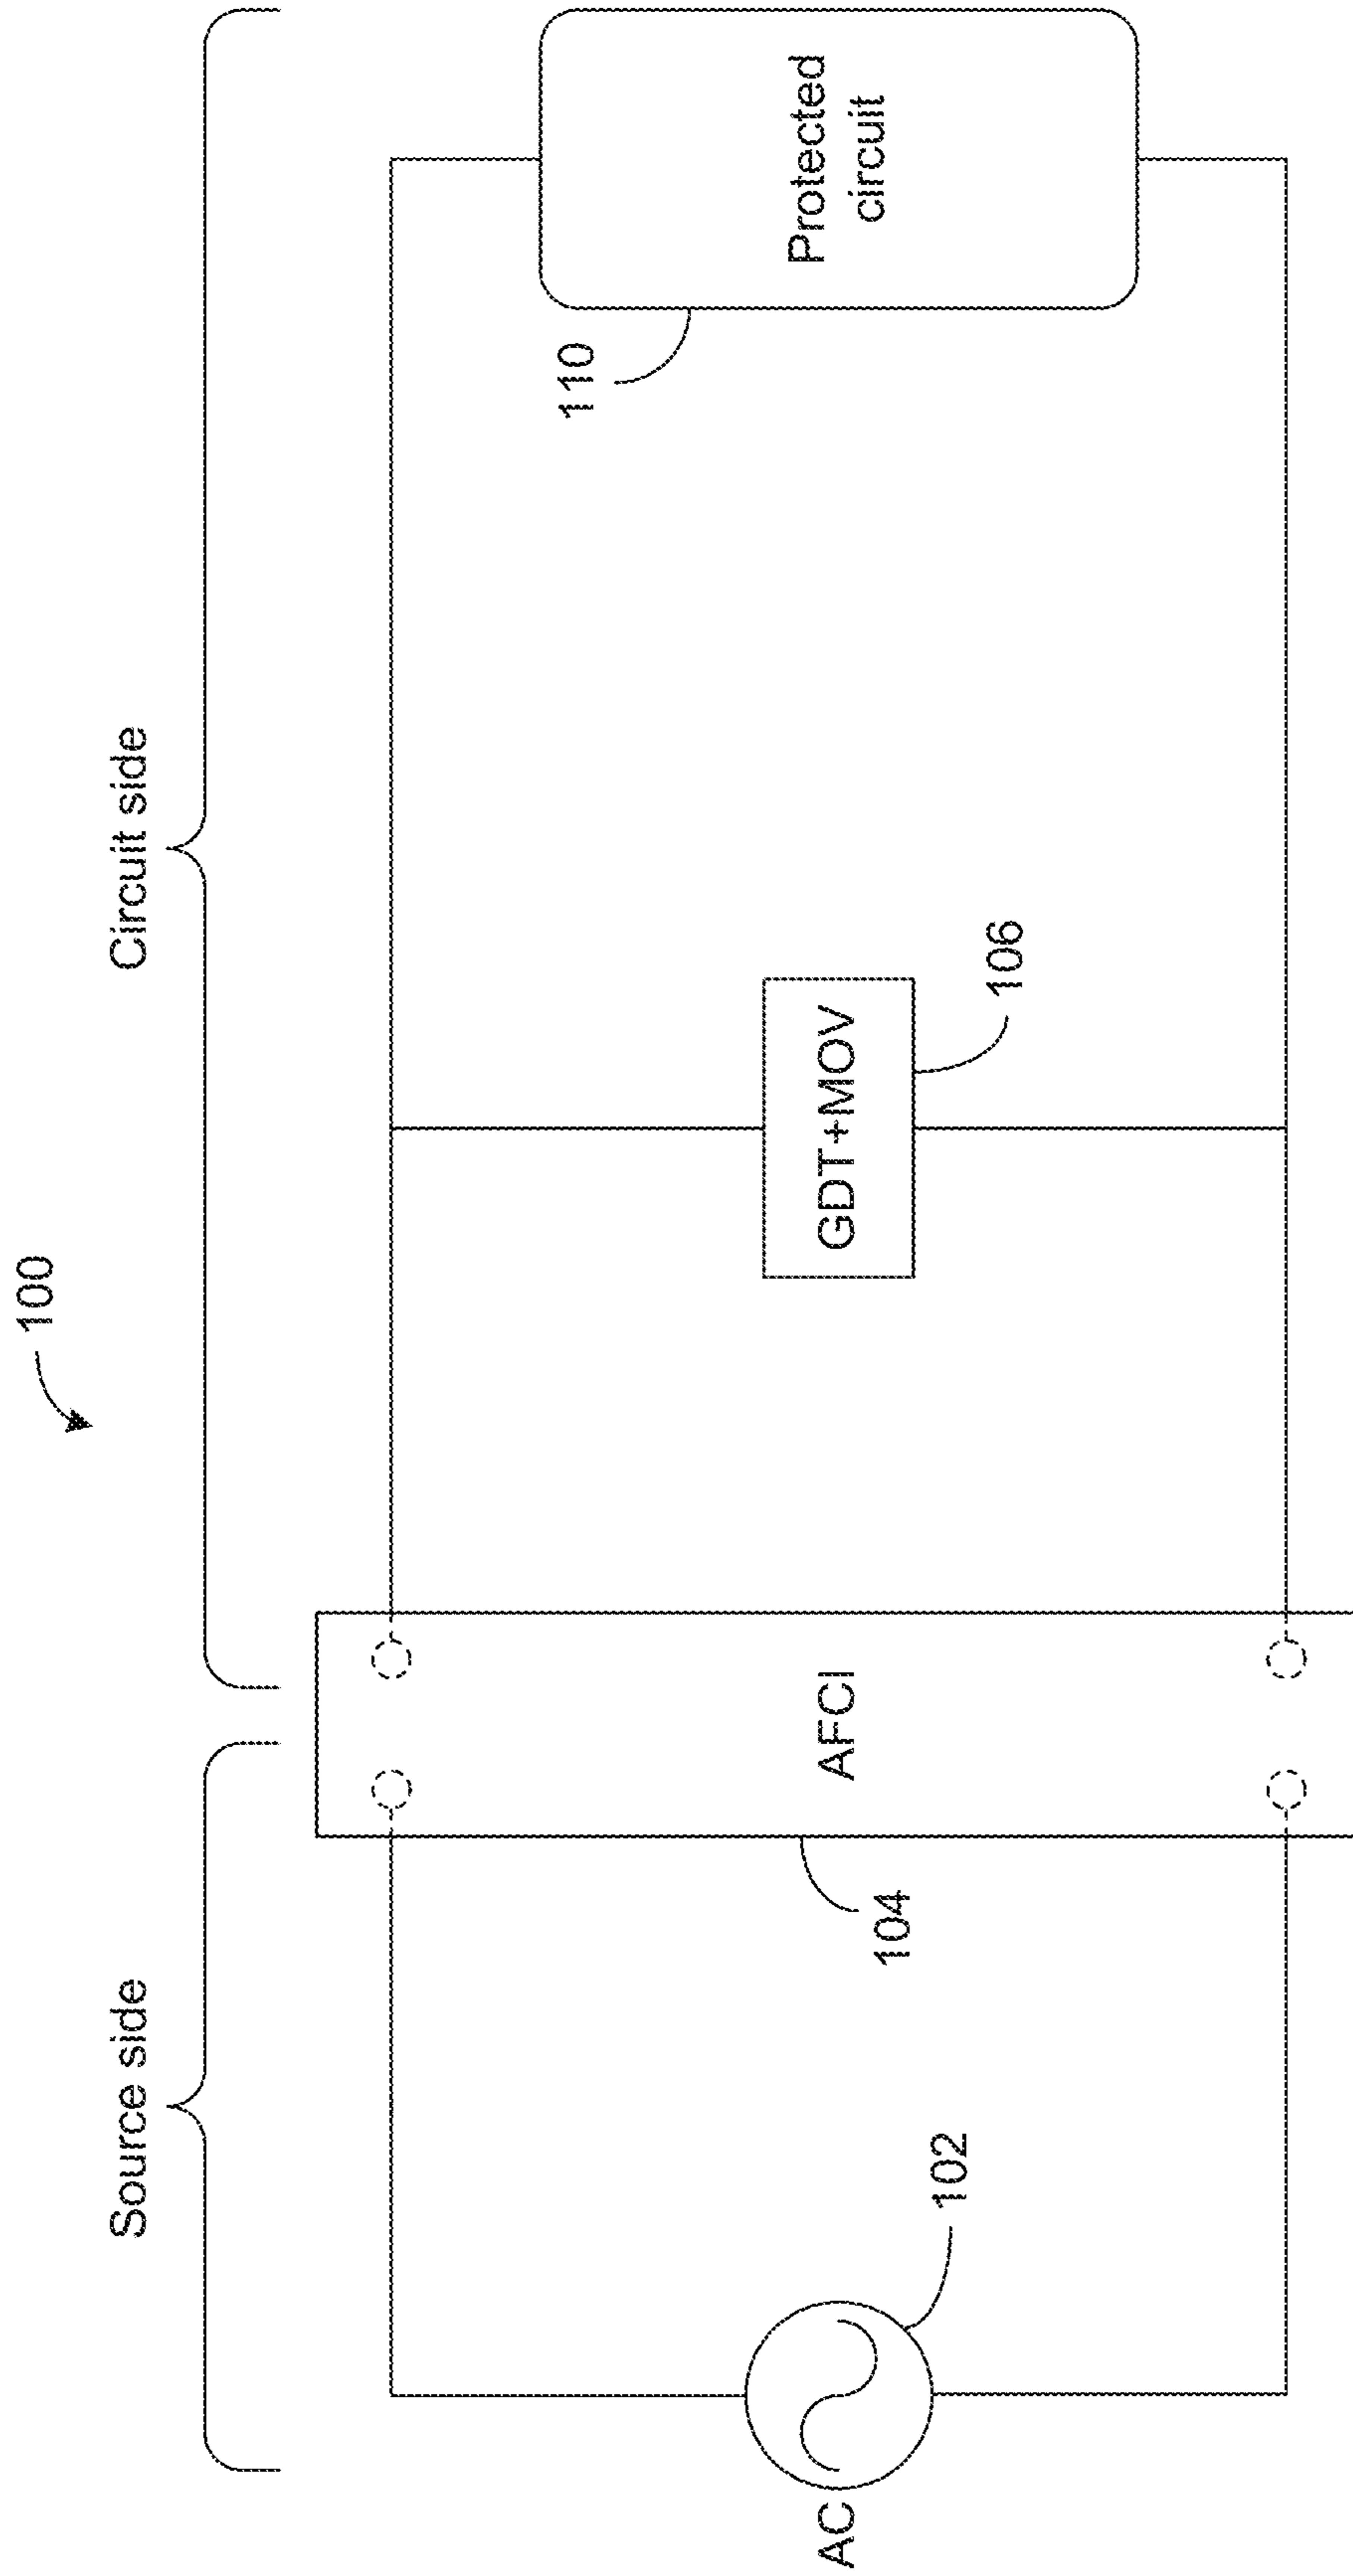 100
Source side
Circuit side
AC
102
104
AFCI
GDT+MOV
106
110
Protected
circuit